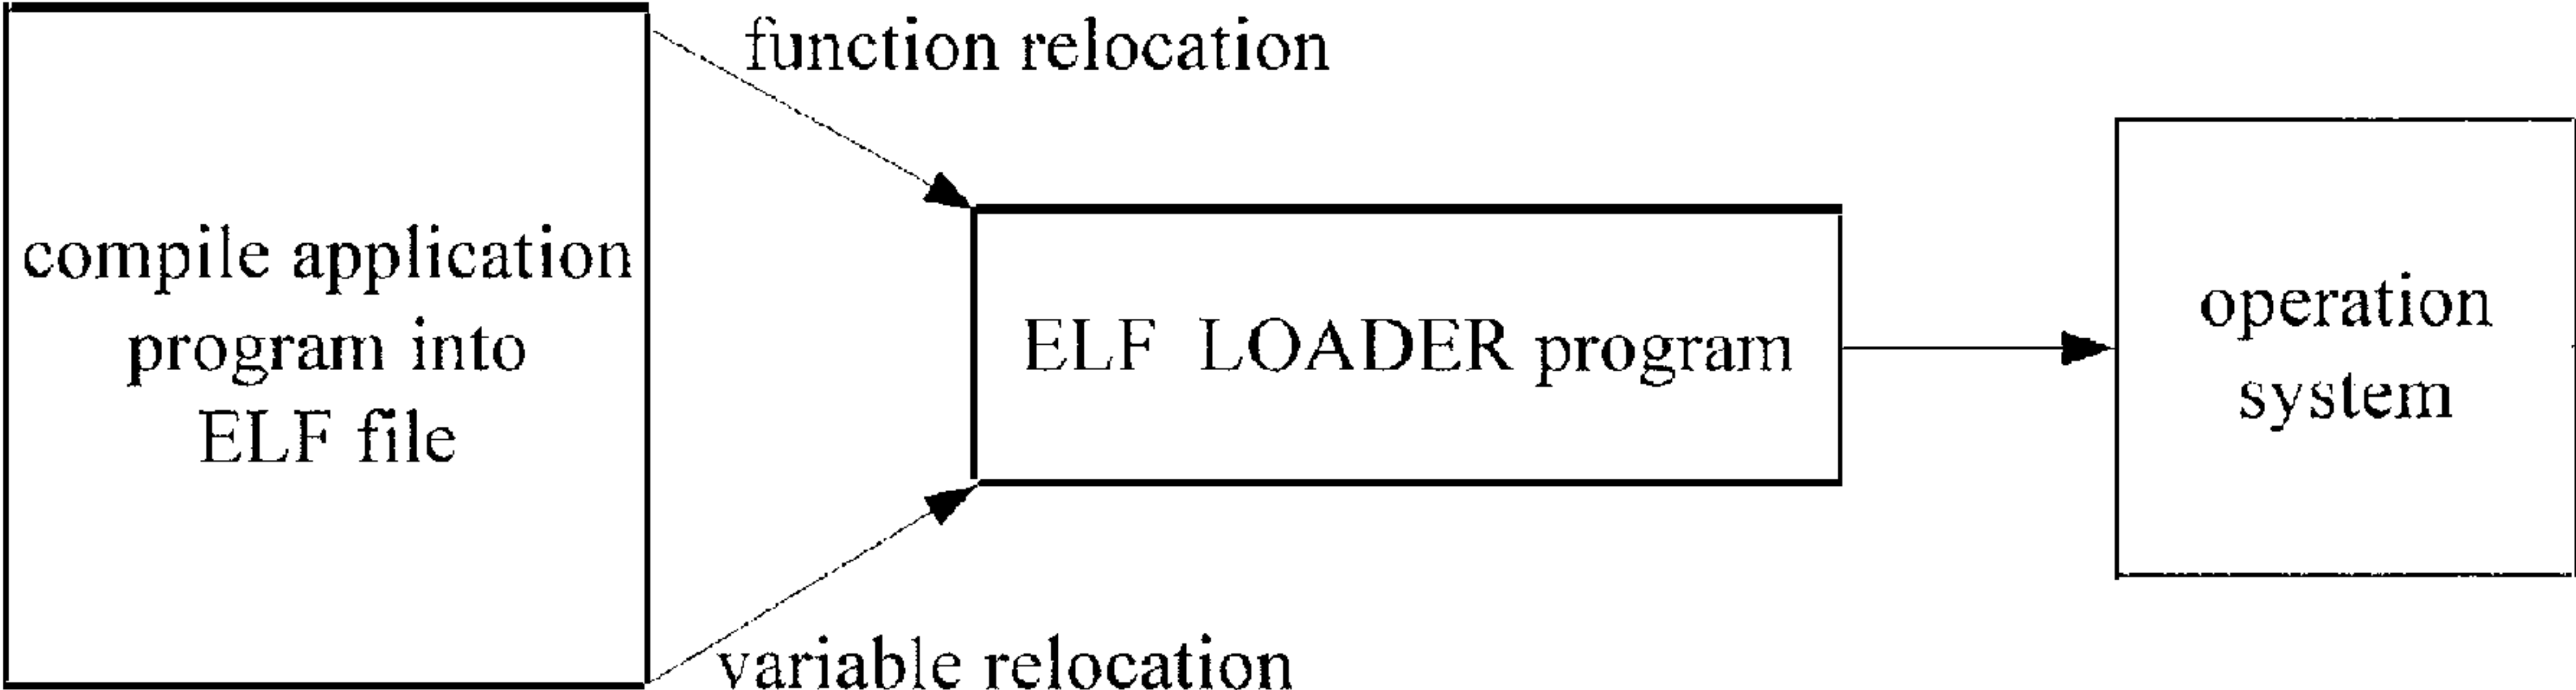 function relocation
compile application
program into
ELF file
ELF LOADER program
operation
system
variable relocation